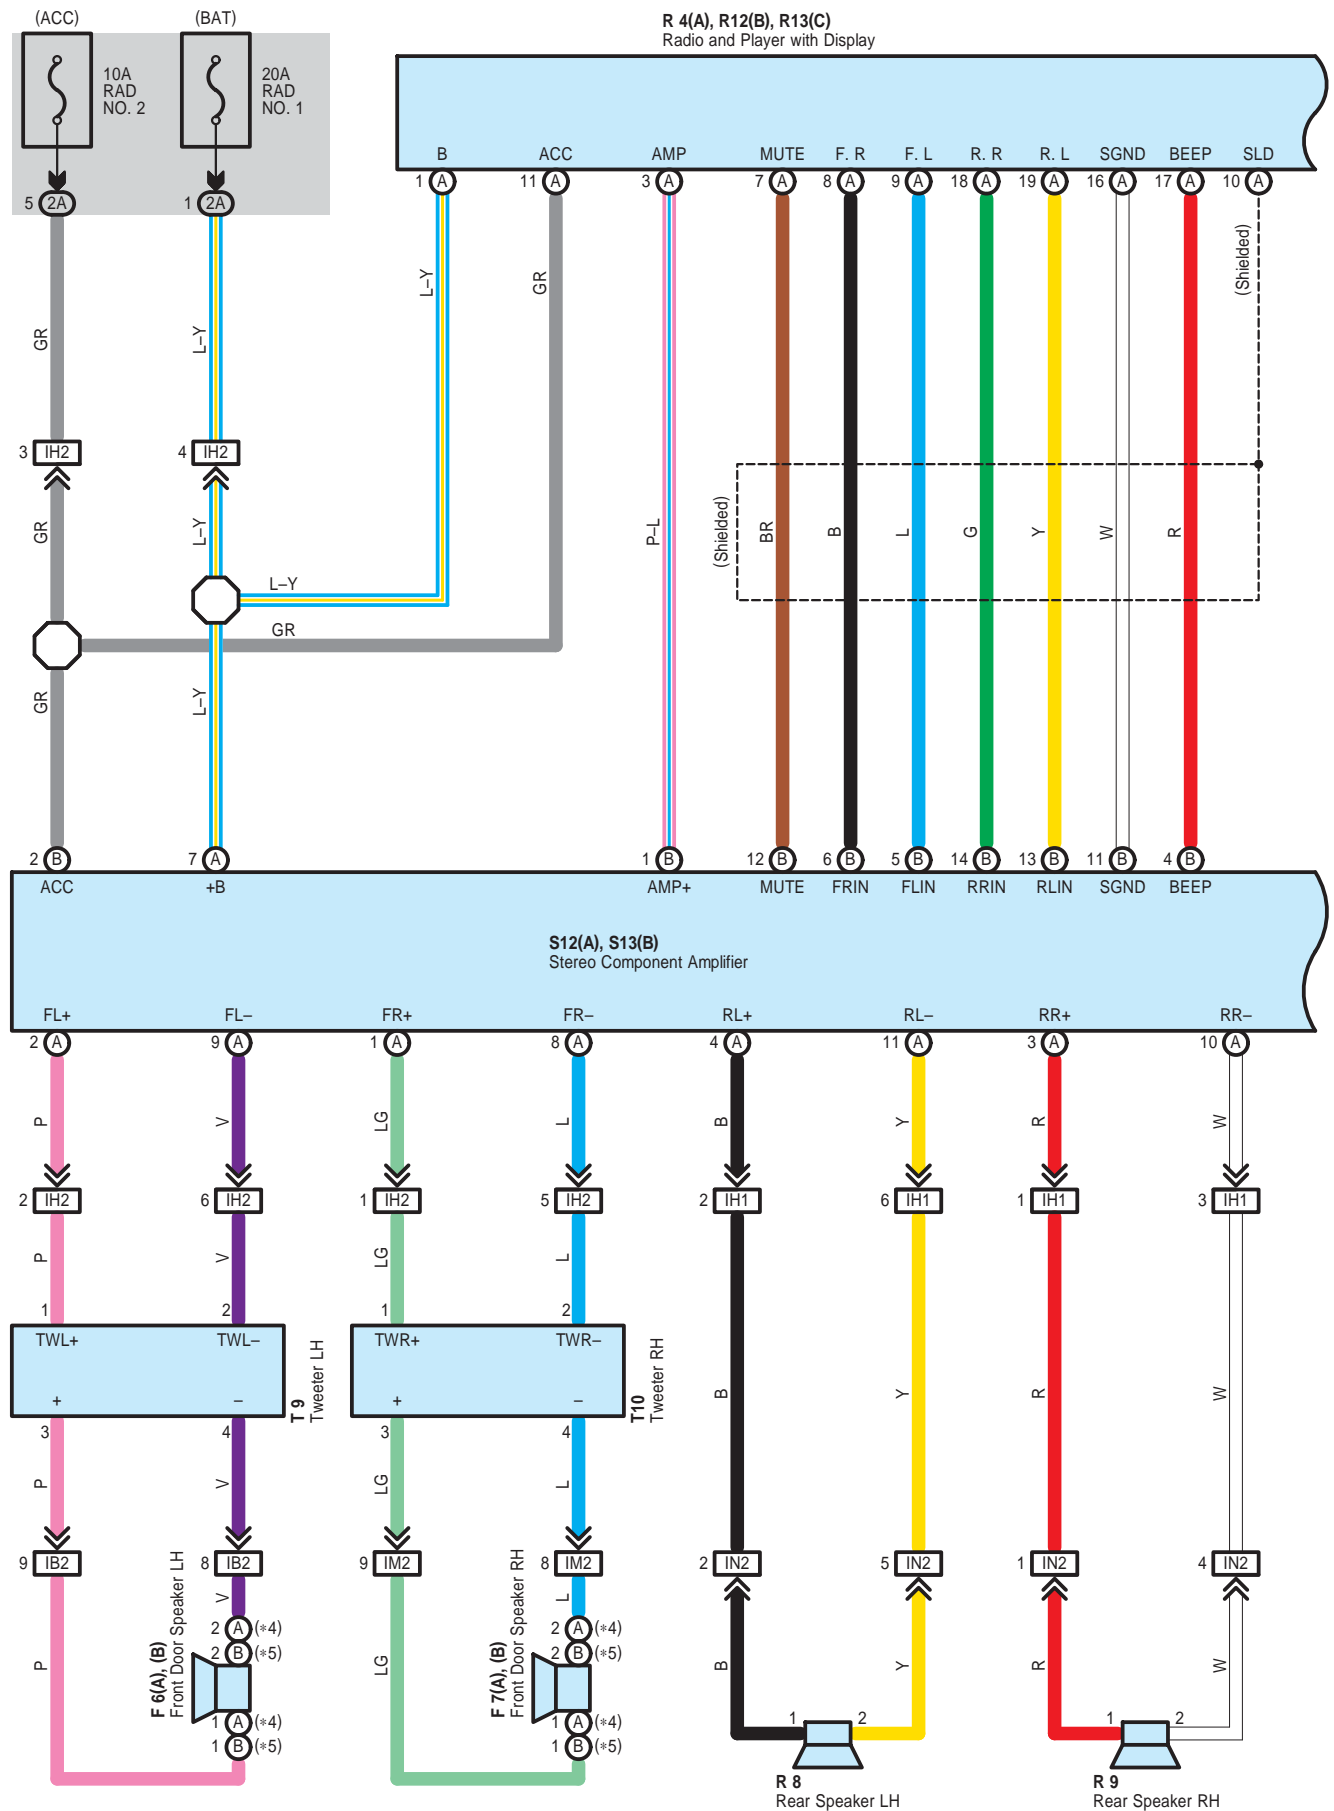 (ACC)
(BAT)
10A
RAD
NO. 2
20A
RAD
NO. 1
5 2A
1 2A
R 4(A), R12(B), R13(C)
Radio and Player with Display
B ACC AMP MUTE F. R F. L R. R R. L SGND BEEP SLD
1 A 11 A 3 A 7 A 8 A 9 A 18 A 19 A 16 A 17 A 10 A
(Shielded)
L–Y
GR
GR
L–Y
3 IH2
4 IH2
GR
L–Y
P–L
(Shielded)
BR
B
L
G
Y
W
R
L–Y
GR
GR
L–Y
2 B 7 A 1 B 12 B 6 B 5 B 14 B 13 B 11 B 4 B
ACC +B AMP+ MUTE FRIN FLIN RRIN RLIN SGND BEEP
S12(A), S13(B)
Stereo Component Amplifier
FL+ FL– FR+ FR– RL+ RL– RR+ RR–
2 A 9 A 1 A 8 A 4 A 11 A 3 A 10 A
P V LG L B Y R W
2 IH2 6 IH2 1 IH2 5 IH2 2 IH1 6 IH1 1 IH1 3 IH1
P V LG L
1 2 1 2
TWL+ TWL– TWR+ TWR–
+ – + –
T 9
Tweeter LH
T10
Tweeter RH
B Y R W
3 4 3 4
P V LG L
9 IB2 8 IB2 9 IM2 8 IM2 2 IN2 5 IN2 1 IN2 4 IN2
V L
2 A (*4) 2 A (*4)
2 B (*5) 2 B (*5)
P LG B Y R W
F 6(A), (B)
Front Door Speaker LH
F 7(A), (B)
Front Door Speaker RH
1 A (*4) 1 A (*4)
1 B (*5) 1 B (*5)
1 2 1 2
R 8
Rear Speaker LH
R 9
Rear Speaker RH